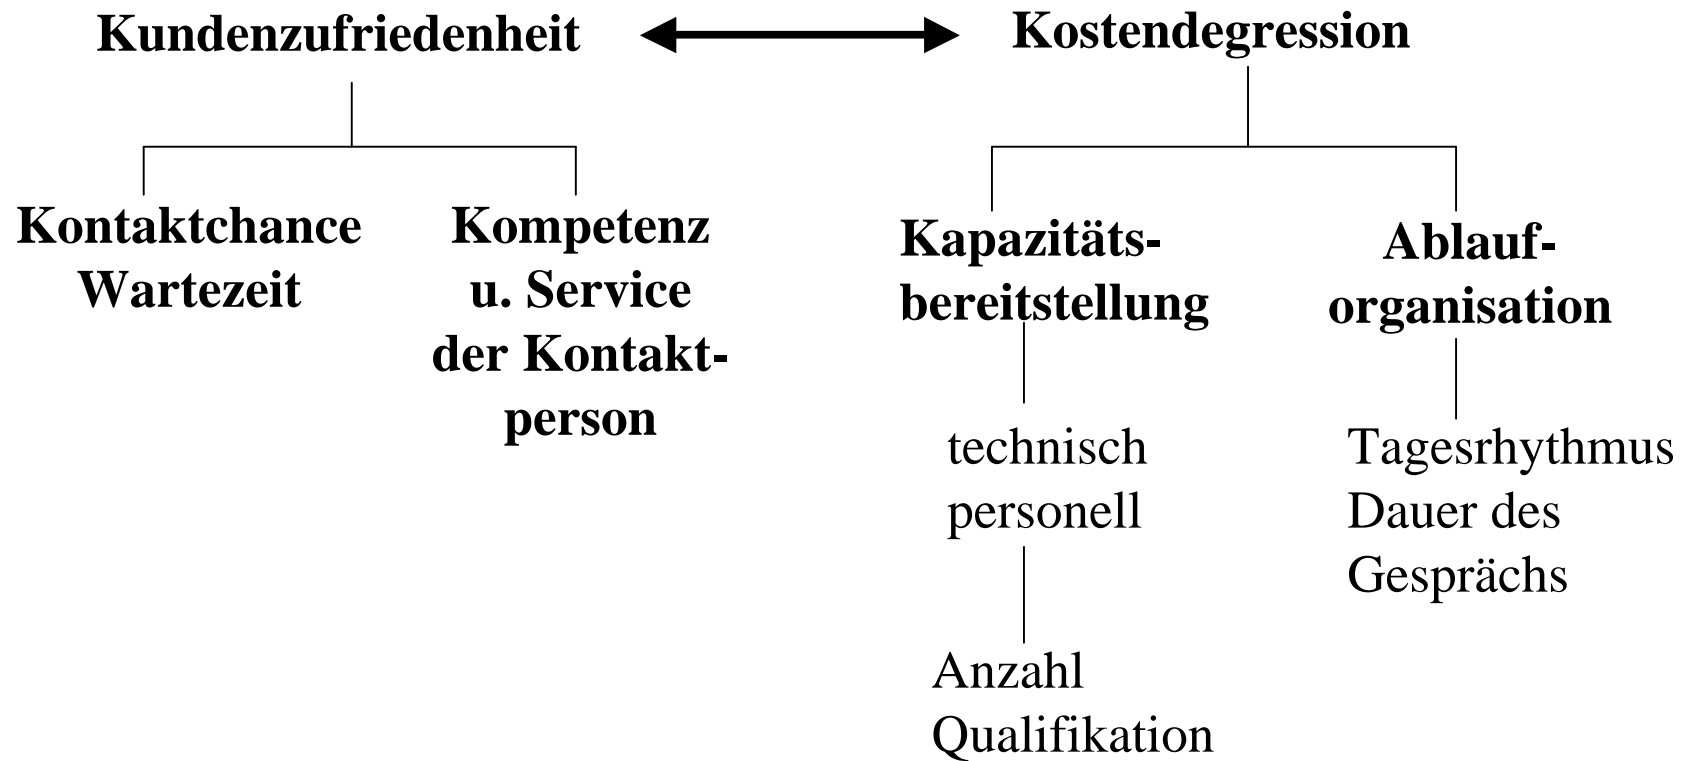 Kundenzufriedenheit
Kostendegression
Kontaktchance
Wartezeit
Kompetenz
u. Service
der Kontakt-
person
Kapazitäts-
bereitstellung
technisch
personell
Anzahl
Qualifikation
Ablauf-
organisation
Tagesrhythmus
Dauer des
Gesprächs